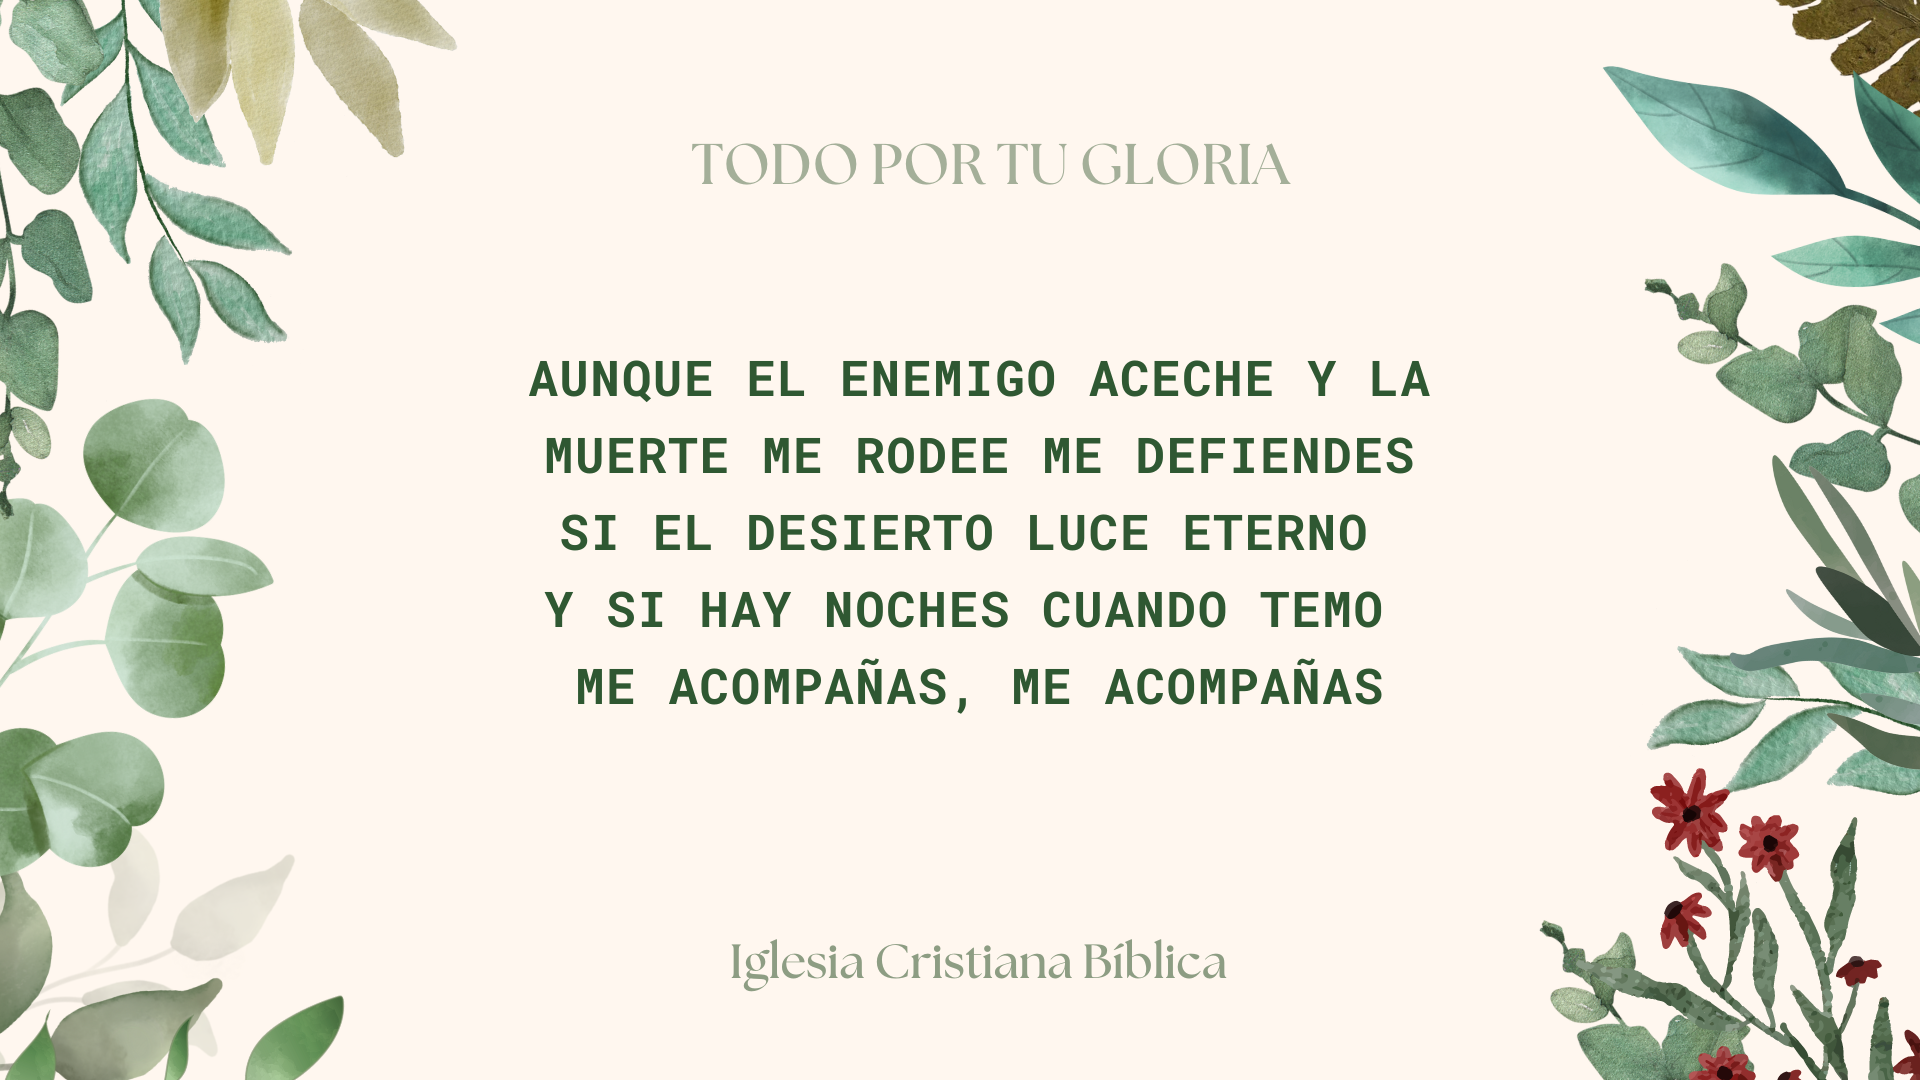 TODO POR TU GLORIA
AUNQUE EL ENEMIGO ACECHE Y LA
MUERTE ME RODEE ME DEFIENDES
SI EL DESIERTO LUCE ETERNO
Y SI HAY NOCHES CUANDO TEMO
ME ACOMPAÑAS, ME ACOMPAÑAS
Iglesia Cristiana Bíblica